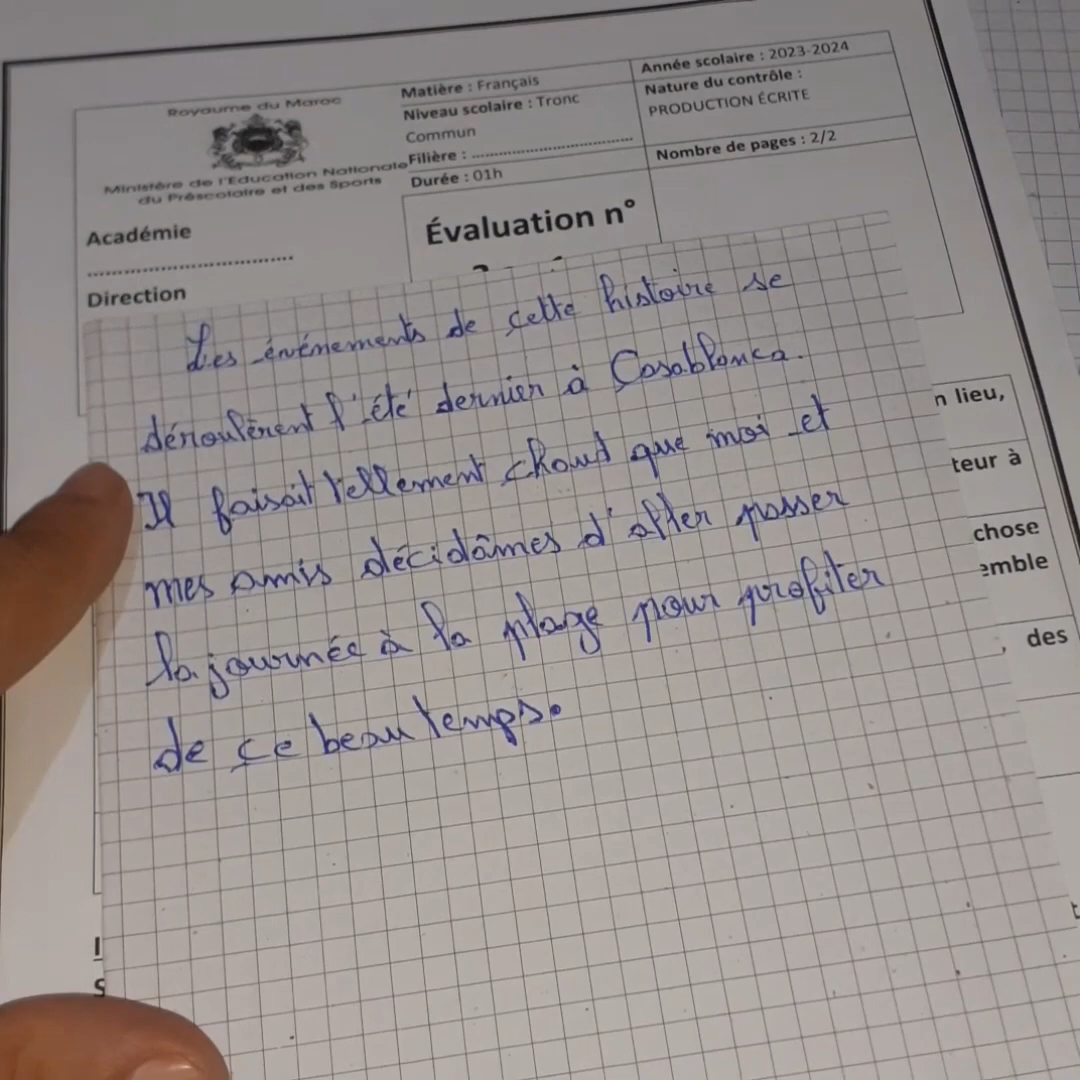 Royaume du Maroc
Ministère de l'Education Nationale
du Préscolaire et des Sports
Académie
..................................
Direction
Matière : Français
Niveau scolaire : Tronc
Commun
Filière : ..............................
Durée : 01h
Évaluation n°
Année scolaire : 2023-2024
Nature du contrôle :
PRODUCTION ÉCRITE
Nombre de pages : 2/2
Les événements de cette histoire se
déroulèrent l'été dernier à Casablanca.
Il faisait tellement chaud que moi et
mes amis décidâmes d'aller passer
la journée à la plage pour profiter
de ce beau temps.
n lieu,
teur à
chose
emble
, des
I
S
t